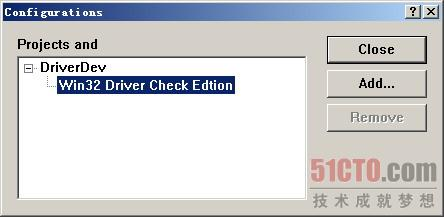 Configurations
Projects and
DriverDev
Win32 Driver Check Edtion
Close
Add...
Remove
51CTO.com
技术成就梦想